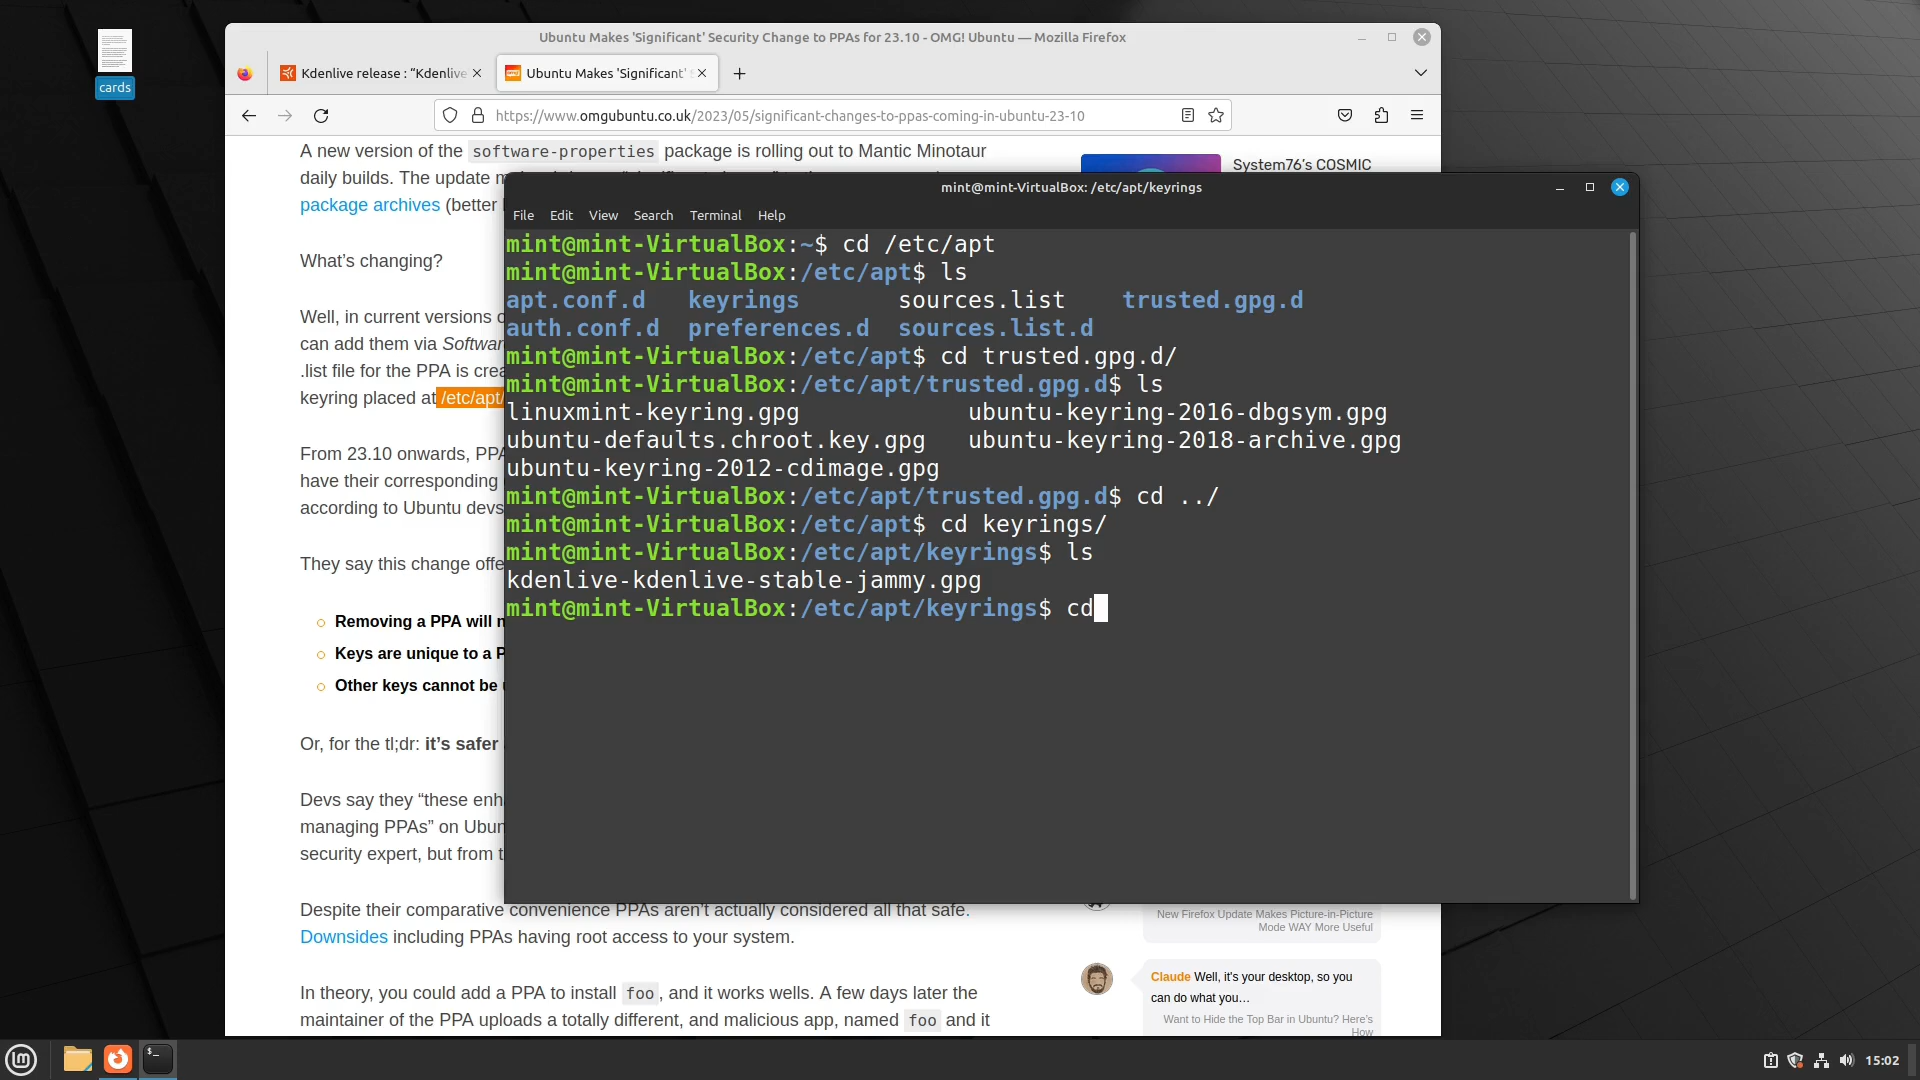 cards
Ubuntu Makes 'Significant' Security Change to PPAs for 23.10 - OMG! Ubuntu — Mozilla Firefox
Kdenlive release : “Kdenlive
Ubuntu Makes 'Significant'
https://www.omgubuntu.co.uk/2023/05/significant-changes-to-ppas-coming-in-ubuntu-23-10
A new version of the software-properties package is rolling out to Mantic Minotaur
daily builds. The update
package archives (better
What’s changing?
Well, in current versions
can add them via Softwar
.list file for the PPA is crea
keyring placed at /etc/apt/
From 23.10 onwards, PPA
have their corresponding
according to Ubuntu devs
They say this change offe
Removing a PPA will
Keys are unique to a P
Other keys cannot be
Or, for the tl;dr: it’s safer
Devs say they “these enh
managing PPAs” on Ubun
security expert, but from
Despite their comparative convenience PPAs aren’t actually considered all that safe.
Downsides including PPAs having root access to your system.
In theory, you could add a PPA to install foo, and it works wells. A few days later the
maintainer of the PPA uploads a totally different, and malicious app, named foo and it
System76’s COSMIC
New Firefox Update Makes Picture-in-Picture
Mode WAY More Useful
Claude Well, it's your desktop, so you
can do what you…
Want to Hide the Top Bar in Ubuntu? Here’s
How
mint@mint-VirtualBox: /etc/apt/keyrings
File Edit View Search Terminal Help
mint@mint-VirtualBox:~$ cd /etc/apt
mint@mint-VirtualBox:/etc/apt$ ls
apt.conf.d keyrings sources.list trusted.gpg.d
auth.conf.d preferences.d sources.list.d
mint@mint-VirtualBox:/etc/apt$ cd trusted.gpg.d/
mint@mint-VirtualBox:/etc/apt/trusted.gpg.d$ ls
linuxmint-keyring.gpg ubuntu-keyring-2016-dbgsym.gpg
ubuntu-defaults.chroot.key.gpg ubuntu-keyring-2018-archive.gpg
ubuntu-keyring-2012-cdimage.gpg
mint@mint-VirtualBox:/etc/apt/trusted.gpg.d$ cd ../
mint@mint-VirtualBox:/etc/apt$ cd keyrings/
mint@mint-VirtualBox:/etc/apt/keyrings$ ls
kdenlive-kdenlive-stable-jammy.gpg
mint@mint-VirtualBox:/etc/apt/keyrings$ cd
15:02